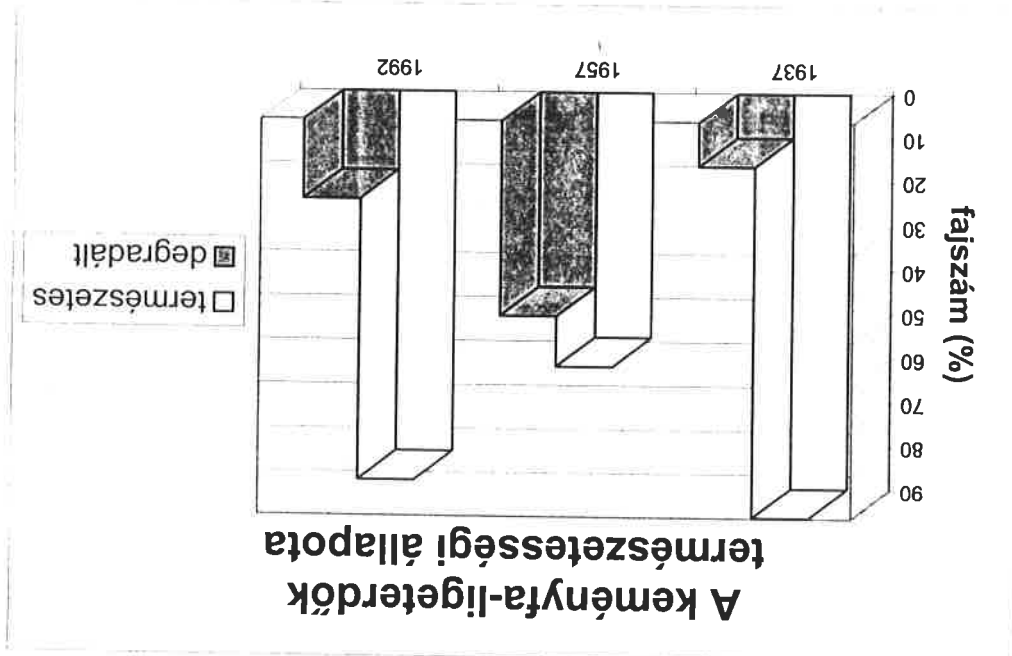 A keményfa-ligeterdők
természetességi állapota
fajszám (%)
90
80
70
60
50
40
30
20
10
0
1937
1957
1992
természetes
degradált